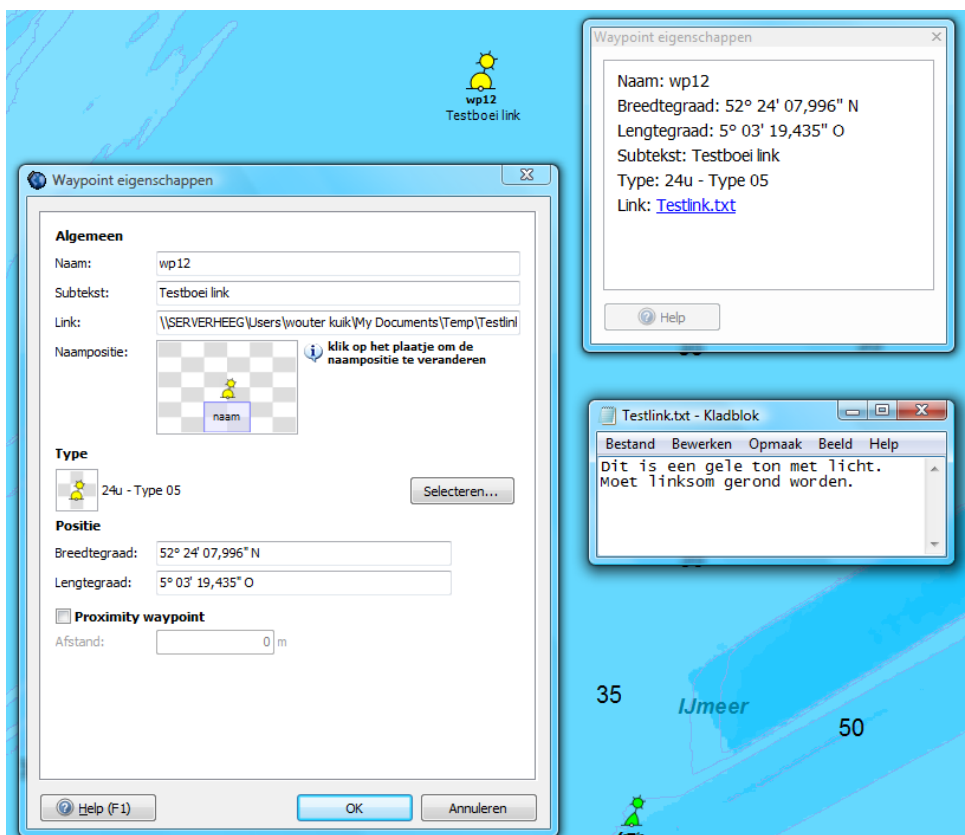 wp12
Testboei link
Waypoint eigenschappen
Naam: wp12
Breedtegraad: 52° 24' 07,996" N
Lengtegraad: 5° 03' 19,435" O
Subtekst: Testboei link
Type: 24u - Type 05
Link: Testlink.txt
Help
Waypoint eigenschappen
Algemeen
Naam: wp12
Subtekst: Testboei link
Link: \\SERVERHEEG\Users\wouter kuik\My Documents\Temp\Testlinl
Naampositie:
klik op het plaatje om de
naampositie te veranderen
naam
Type
24u - Type 05
Selecteren...
Positie
Breedtegraad: 52° 24' 07,996" N
Lengtegraad: 5° 03' 19,435" O
Proximity waypoint
Afstand: 0 m
Help (F1)
OK
Annuleren
Testlink.txt - Kladblok
Bestand Bewerken Opmaak Beeld Help
Dit is een gele ton met licht.
Moet linksom gerond worden.
35
IJmeer
50